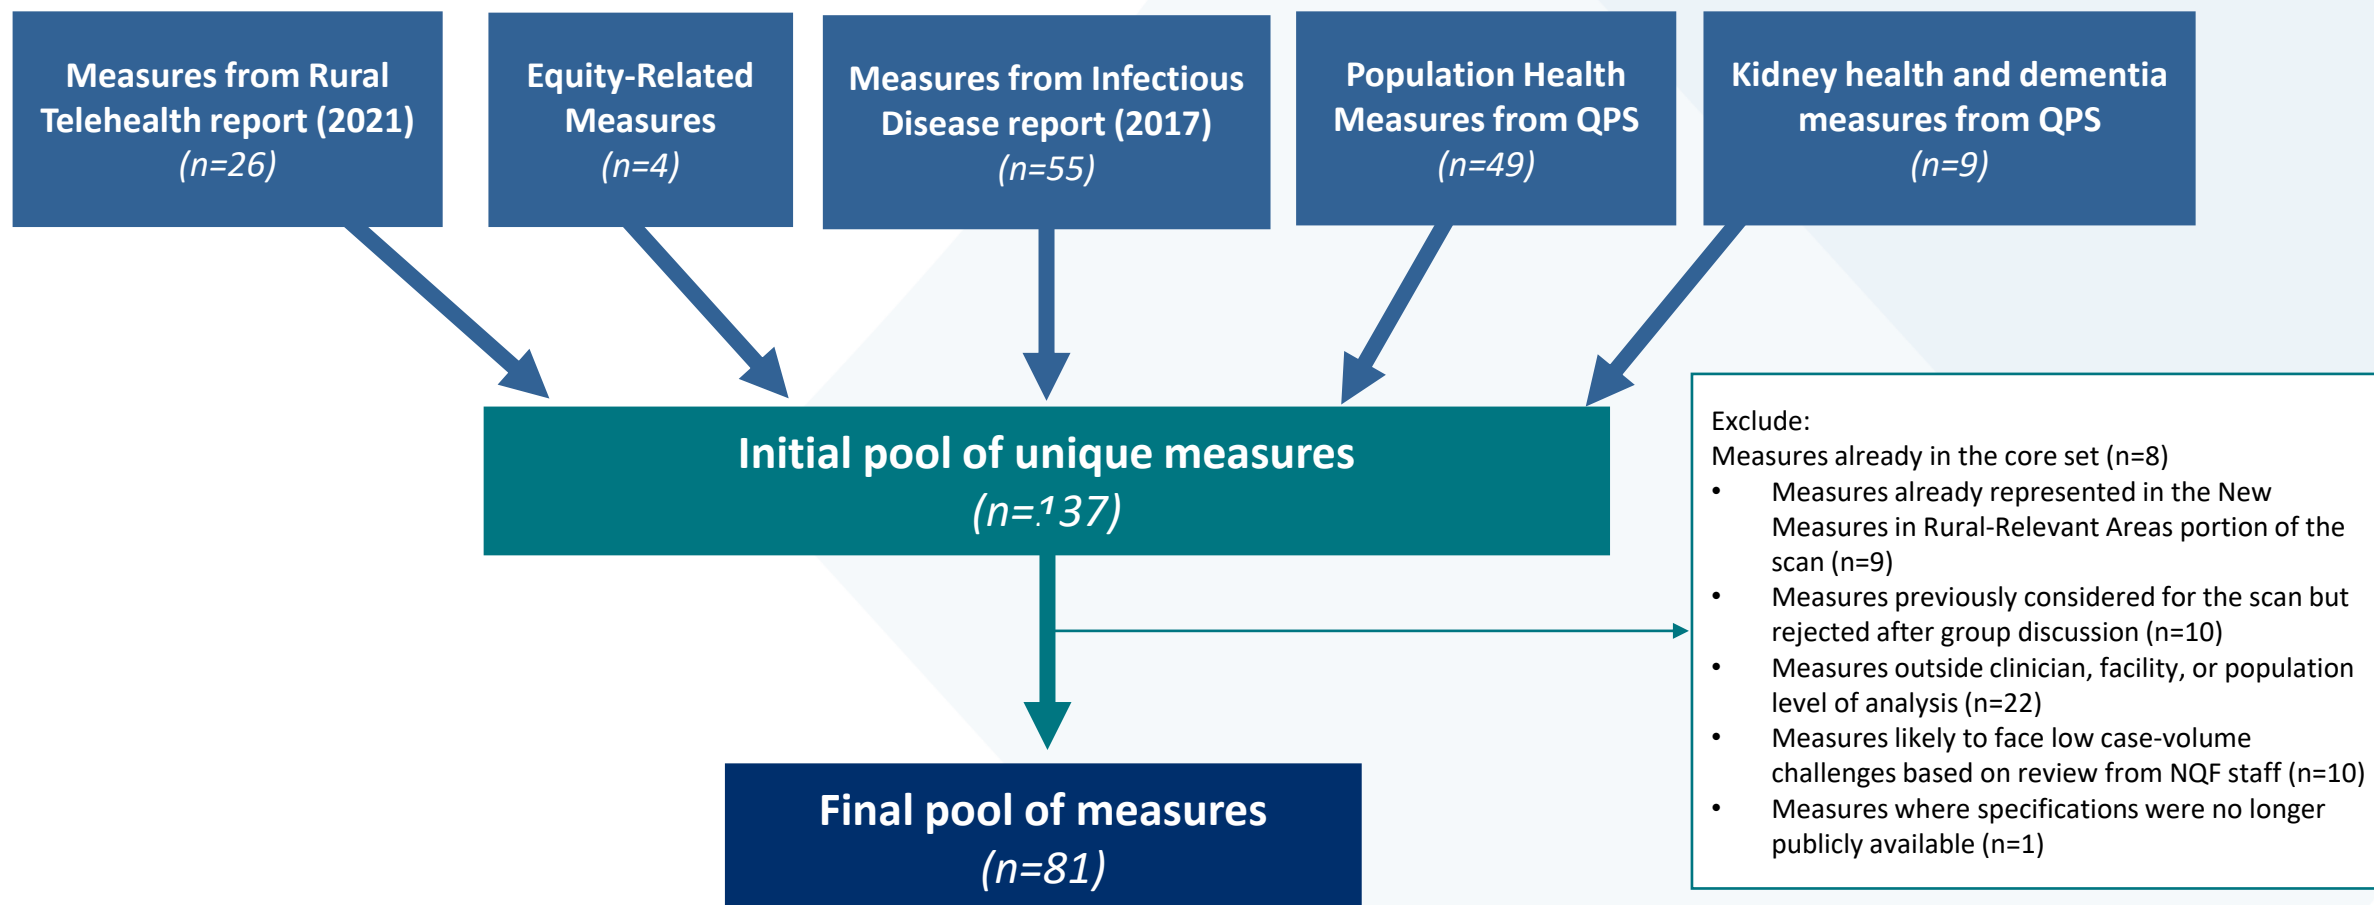 Measures from Rural
Telehealth report (2021)
(n=26)
Equity-Related
Measures
(n=4)
Measures from Infectious
Disease report (2017)
(n=55)
Population Health
Measures from QPS
(n=49)
Kidney health and dementia
measures from QPS
(n=9)
Initial pool of unique measures
(n=137)
Exclude:
Measures already in the core set (n=8)
• Measures already represented in the New
Measures in Rural-Relevant Areas portion of the
scan (n=9)
• Measures previously considered for the scan but
rejected after group discussion (n=10)
• Measures outside clinician, facility, or population
level of analysis (n=22)
• Measures likely to face low case-volume
challenges based on review from NQF staff (n=10)
• Measures where specifications were no longer
publicly available (n=1)
Final pool of measures
(n=81)